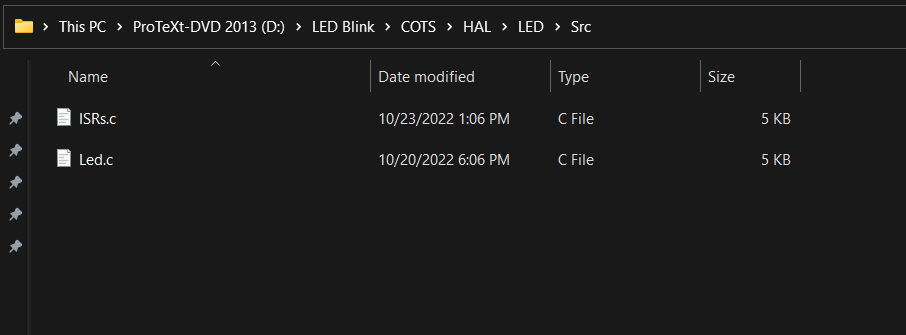 This PC > ProTeXt-DVD 2013 (D:) > LED Blink > COTS > HAL > LED > Src
Name Date modified Type Size
ISRs.c 10/23/2022 1:06 PM C File 5 KB
Led.c 10/20/2022 6:06 PM C File 5 KB